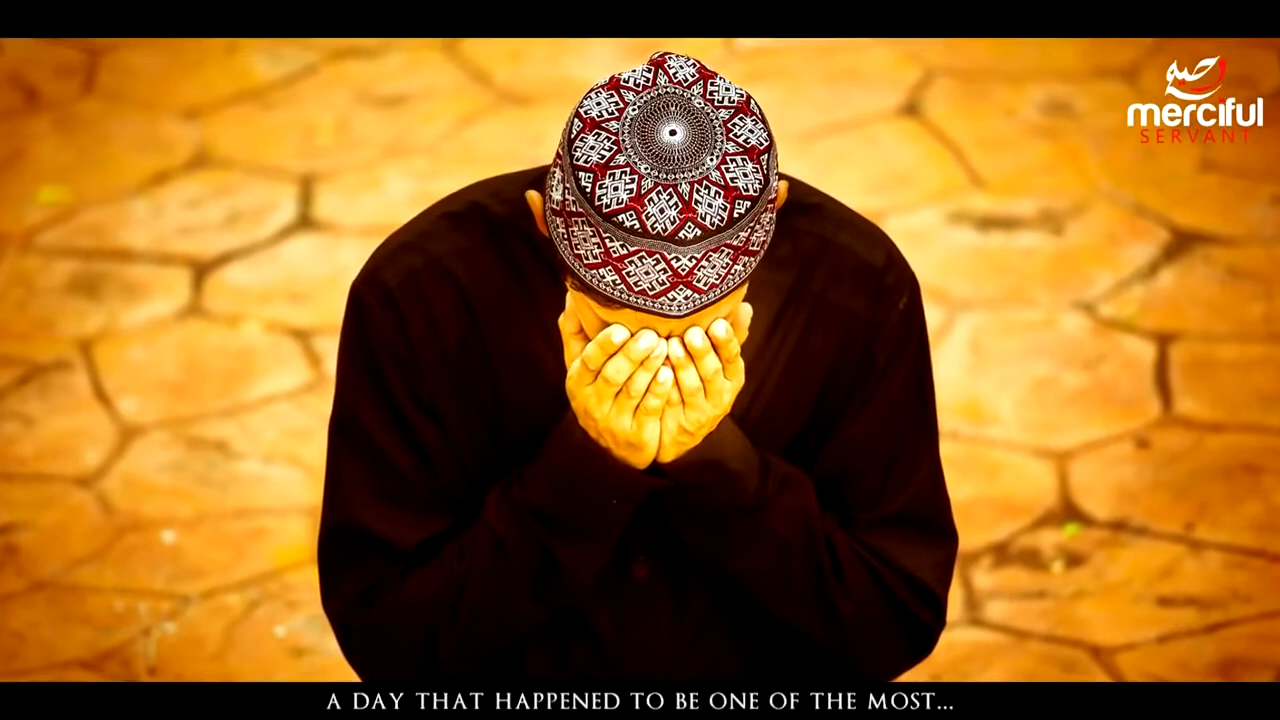 merciful
SERVANT
A DAY THAT HAPPENED TO BE ONE OF THE MOST...